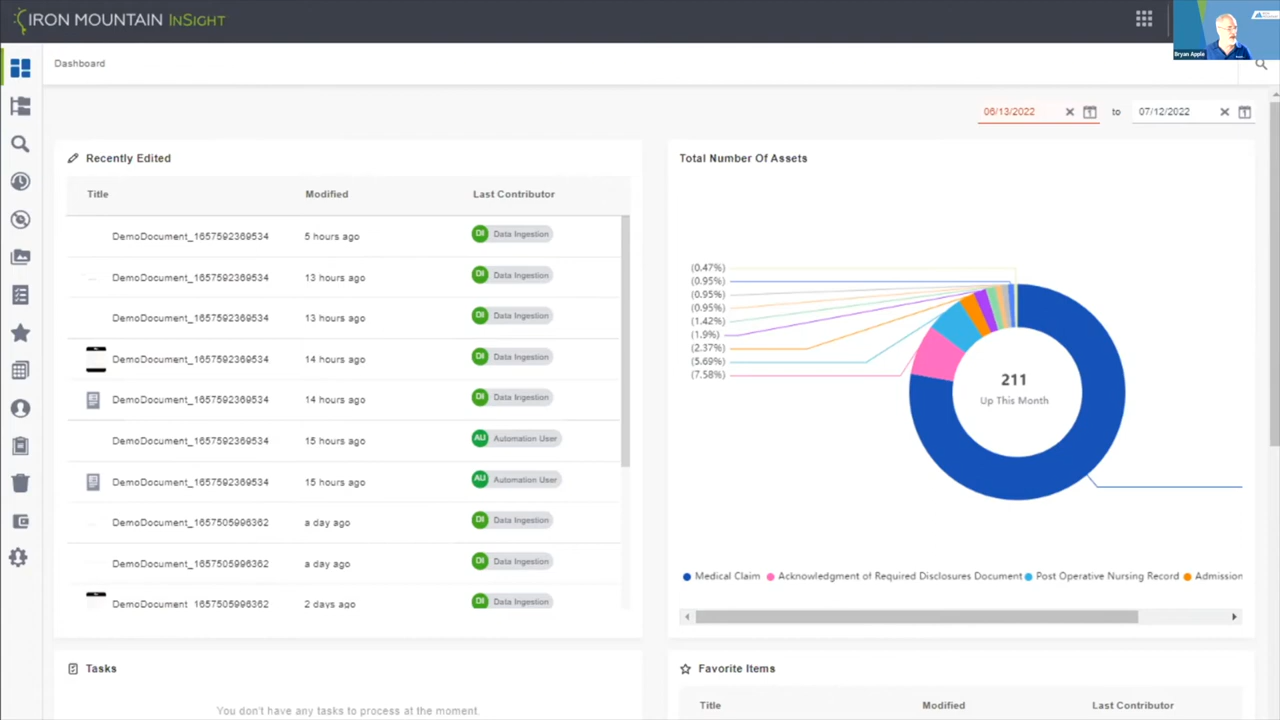 IRON MOUNTAIN INSIGHT
Bryan Apple
Dashboard
06/13/2022 to 07/12/2022
Recently Edited
Title Modified Last Contributor
DemoDocument_1657592369534 5 hours ago DI Data Ingestion
DemoDocument_1657592369534 13 hours ago DI Data Ingestion
DemoDocument_1657592369534 13 hours ago DI Data Ingestion
DemoDocument_1657592369534 14 hours ago DI Data Ingestion
DemoDocument_1657592369534 14 hours ago DI Data Ingestion
DemoDocument_1657592369534 15 hours ago AU Automation User
DemoDocument_1657592369534 15 hours ago AU Automation User
DemoDocument_1657505996362 a day ago DI Data Ingestion
DemoDocument_1657505996362 a day ago DI Data Ingestion
DemoDocument_1657505996362 2 days ago DI Data Ingestion
Total Number Of Assets
(0.47%)
(0.95%)
(0.95%)
(0.95%)
(1.42%)
(1.9%)
(2.37%)
(5.69%)
(7.58%)
211
Up This Month
Medical Claim Acknowledgment of Required Disclosures Document Post Operative Nursing Record Admission
Tasks
You don't have any tasks to process at the moment.
Favorite Items
Title Modified Last Contributor